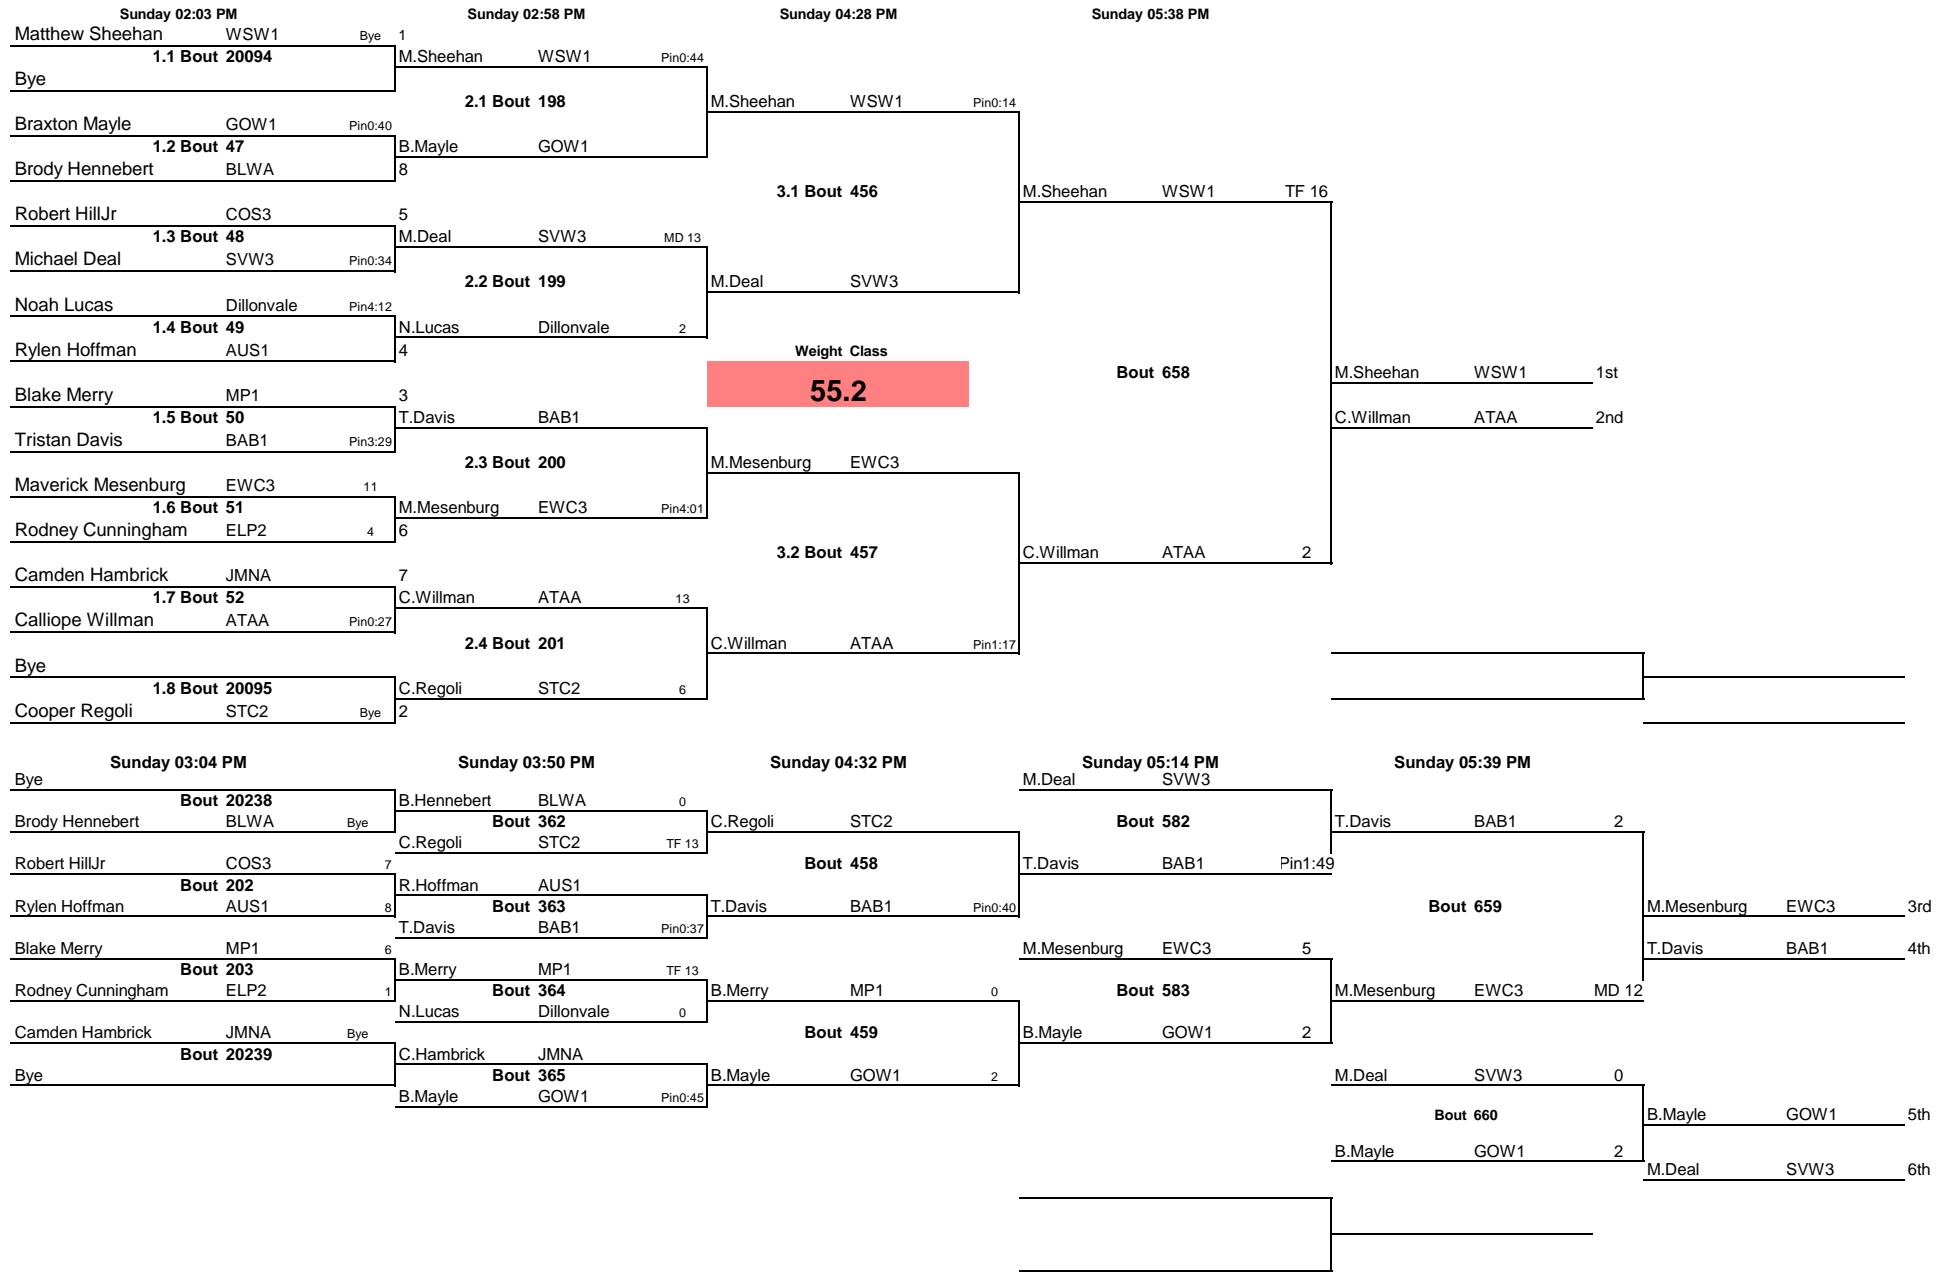 Sunday 02:03 PM Sunday 02:58 PM Sunday 04:28 PM Sunday 05:38 PM
Matthew Sheehan WSW1 Bye 1
1.1 Bout 20094 M.Sheehan WSW1 Pin0:44
Bye
2.1 Bout 198 M.Sheehan WSW1 Pin0:14
Braxton Mayle GOW1 Pin0:40
1.2 Bout 47 B.Mayle GOW1
Brody Hennebert BLWA 8
3.1 Bout 456 M.Sheehan WSW1 TF 16
Robert HillJr COS3 5
1.3 Bout 48 M.Deal SVW3 MD 13
Michael Deal SVW3 Pin0:34
2.2 Bout 199 M.Deal SVW3
Noah Lucas Dillonvale Pin4:12
1.4 Bout 49 N.Lucas Dillonvale 2
Rylen Hoffman AUS1 4 Weight Class
Bout 658 M.Sheehan WSW1 1st
Blake Merry MP1 3 55.2
1.5 Bout 50 T.Davis BAB1 C.Willman ATAA 2nd
Tristan Davis BAB1 Pin3:29
2.3 Bout 200 M.Mesenburg EWC3
Maverick Mesenburg EWC3 11
1.6 Bout 51 M.Mesenburg EWC3 Pin4:01
Rodney Cunningham ELP2 4 6
3.2 Bout 457 C.Willman ATAA 2
Camden Hambrick JMNA 7
1.7 Bout 52 C.Willman ATAA 13
Calliope Willman ATAA Pin0:27
2.4 Bout 201 C.Willman ATAA Pin1:17
Bye
1.8 Bout 20095 C.Regoli STC2 6
Cooper Regoli STC2 Bye 2
Sunday 03:04 PM Sunday 03:50 PM Sunday 04:32 PM Sunday 05:14 PM Sunday 05:39 PM
Bye M.Deal SVW3
Bout 20238 B.Hennebert BLWA 0
Brody Hennebert BLWA Bye Bout 362 C.Regoli STC2 Bout 582 T.Davis BAB1 2
C.Regoli STC2 TF 13
Robert HillJr COS3 7 Bout 458 T.Davis BAB1 Pin1:49
Bout 202 R.Hoffman AUS1
Rylen Hoffman AUS1 8 Bout 363 T.Davis BAB1 Pin0:40 Bout 659 M.Mesenburg EWC3 3rd
T.Davis BAB1 Pin0:37
Blake Merry MP1 6 M.Mesenburg EWC3 5 T.Davis BAB1 4th
Bout 203 B.Merry MP1 TF 13
Rodney Cunningham ELP2 1 Bout 364 B.Merry MP1 0 Bout 583 M.Mesenburg EWC3 MD 12
N.Lucas Dillonvale 0
Camden Hambrick JMNA Bye Bout 459 B.Mayle GOW1 2
Bout 20239 C.Hambrick JMNA
Bye Bout 365 B.Mayle GOW1 2 M.Deal SVW3 0
B.Mayle GOW1 Pin0:45
Bout 660 B.Mayle GOW1 5th
B.Mayle GOW1 2
M.Deal SVW3 6th